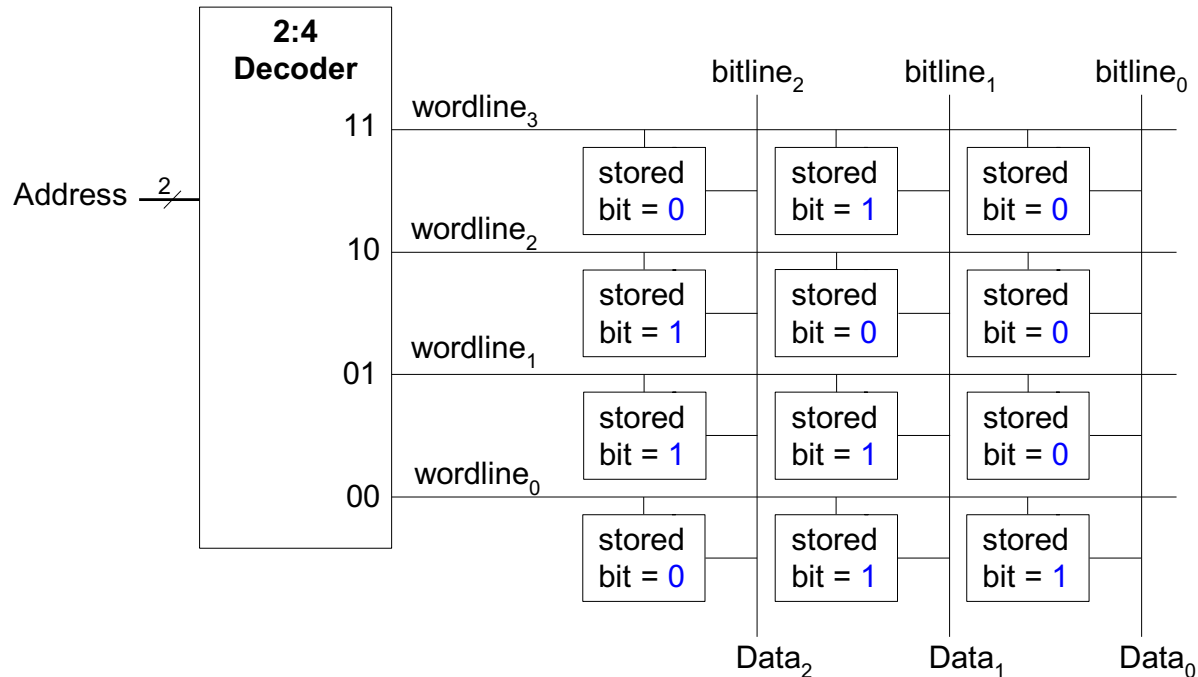 2:4
Decoder
bitline₂ bitline₁ bitline₀
wordline₃
11
stored stored stored
bit = 0 bit = 1 bit = 0
Address 2
wordline₂
10
stored stored stored
bit = 1 bit = 0 bit = 0
wordline₁
01
stored stored stored
bit = 1 bit = 1 bit = 0
wordline₀
00
stored stored stored
bit = 0 bit = 1 bit = 1
Data₂ Data₁ Data₀